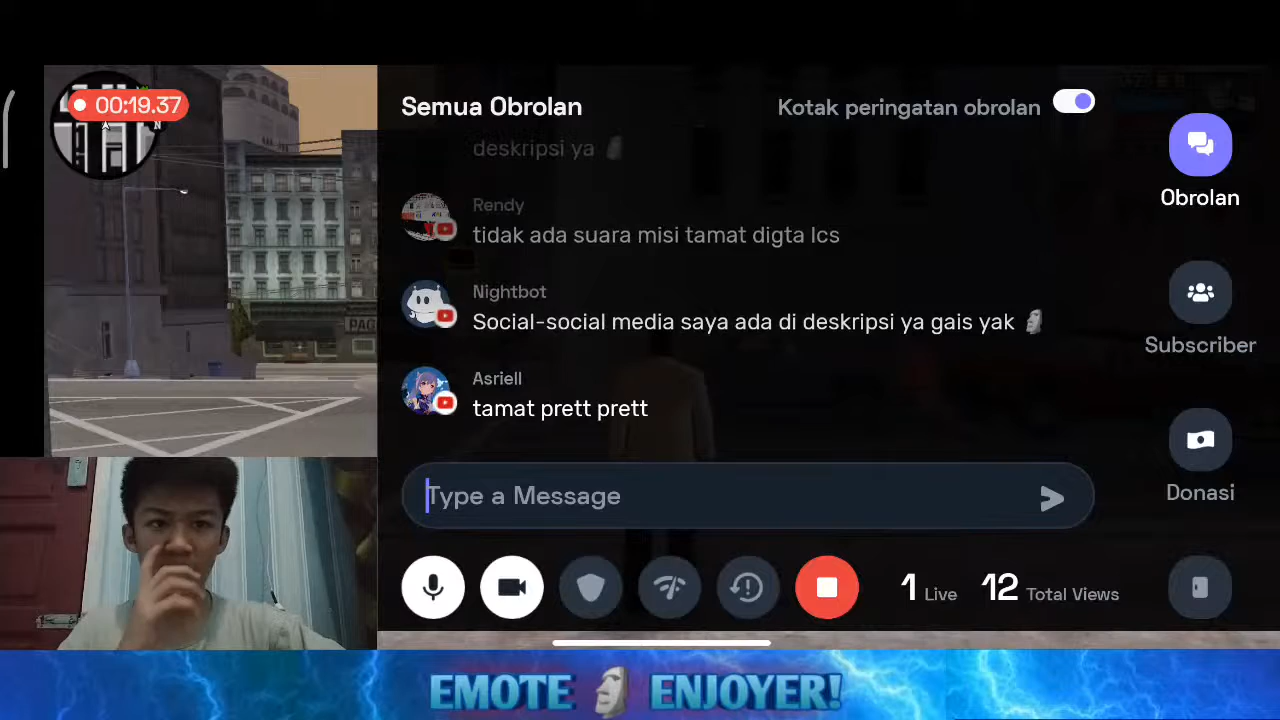 00:19.37
N
PAG
Semua Obrolan
Kotak peringatan obrolan
deskripsi ya 🗿
Rendy
tidak ada suara misi tamat digta lcs
Nightbot
Social-social media saya ada di deskripsi ya gais yak 🗿
Asriell
tamat prett prett
Type a Message
1 Live 12 Total Views
Obrolan
Subscriber
Donasi
EMOTE 🗿 ENJOYER!